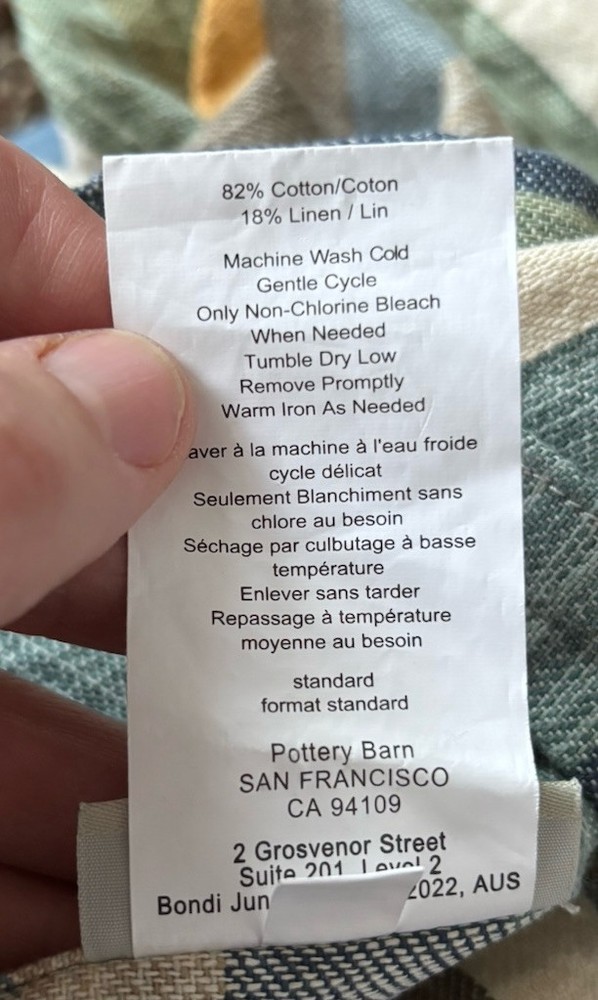 82% Cotton/Coton
18% Linen / Lin
Machine Wash Cold
Gentle Cycle
Only Non-Chlorine Bleach
When Needed
Tumble Dry Low
Remove Promptly
Warm Iron As Needed
aver à la machine à l'eau froide
cycle délicat
Seulement Blanchiment sans
chlore au besoin
Séchage par culbutage à basse
température
Enlever sans tarder
Repassage à température
moyenne au besoin
standard
format standard
Pottery Barn
SAN FRANCISCO
CA 94109
2 Grosvenor Street
Suite 201 Level 2
Bondi Jun 2022, AUS